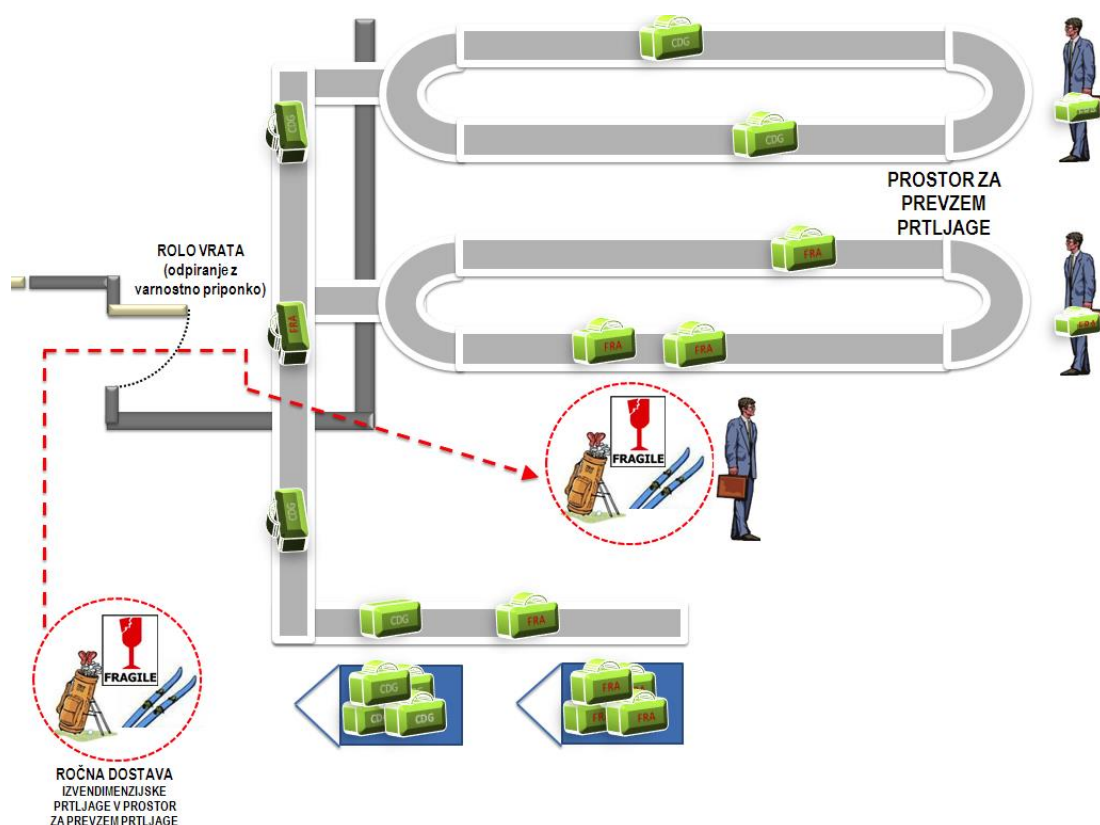 CDG
CDG
CDG
PROSTOR ZA
PREVZEM
PRTLJAGE
ROLO VRATA
(odpiranje z
varnostno priponko)
FRA
FRA
FRA
FRA
FRA
FRAGILE
CDG
CDG
FRA
FRAGILE
CDG
CDG
CDG
FRA
FRA
ROČNA DOSTAVA
IZVENDIMENZIJSKE
PRTLJAGE V PROSTOR
ZA PREVZEM PRTLJAGE